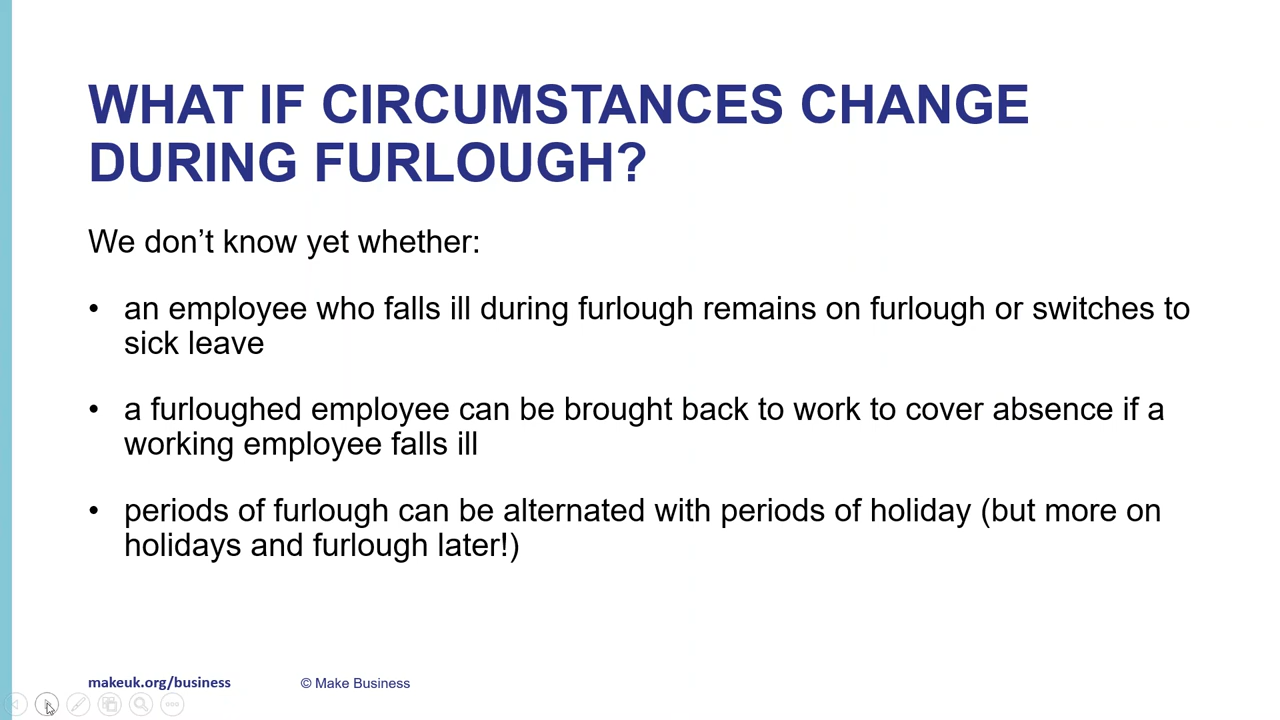 WHAT IF CIRCUMSTANCES CHANGE
DURING FURLOUGH?
We don’t know yet whether:
• an employee who falls ill during furlough remains on furlough or switches to
sick leave
• a furloughed employee can be brought back to work to cover absence if a
working employee falls ill
• periods of furlough can be alternated with periods of holiday (but more on
holidays and furlough later!)
makeuk.org/business © Make Business